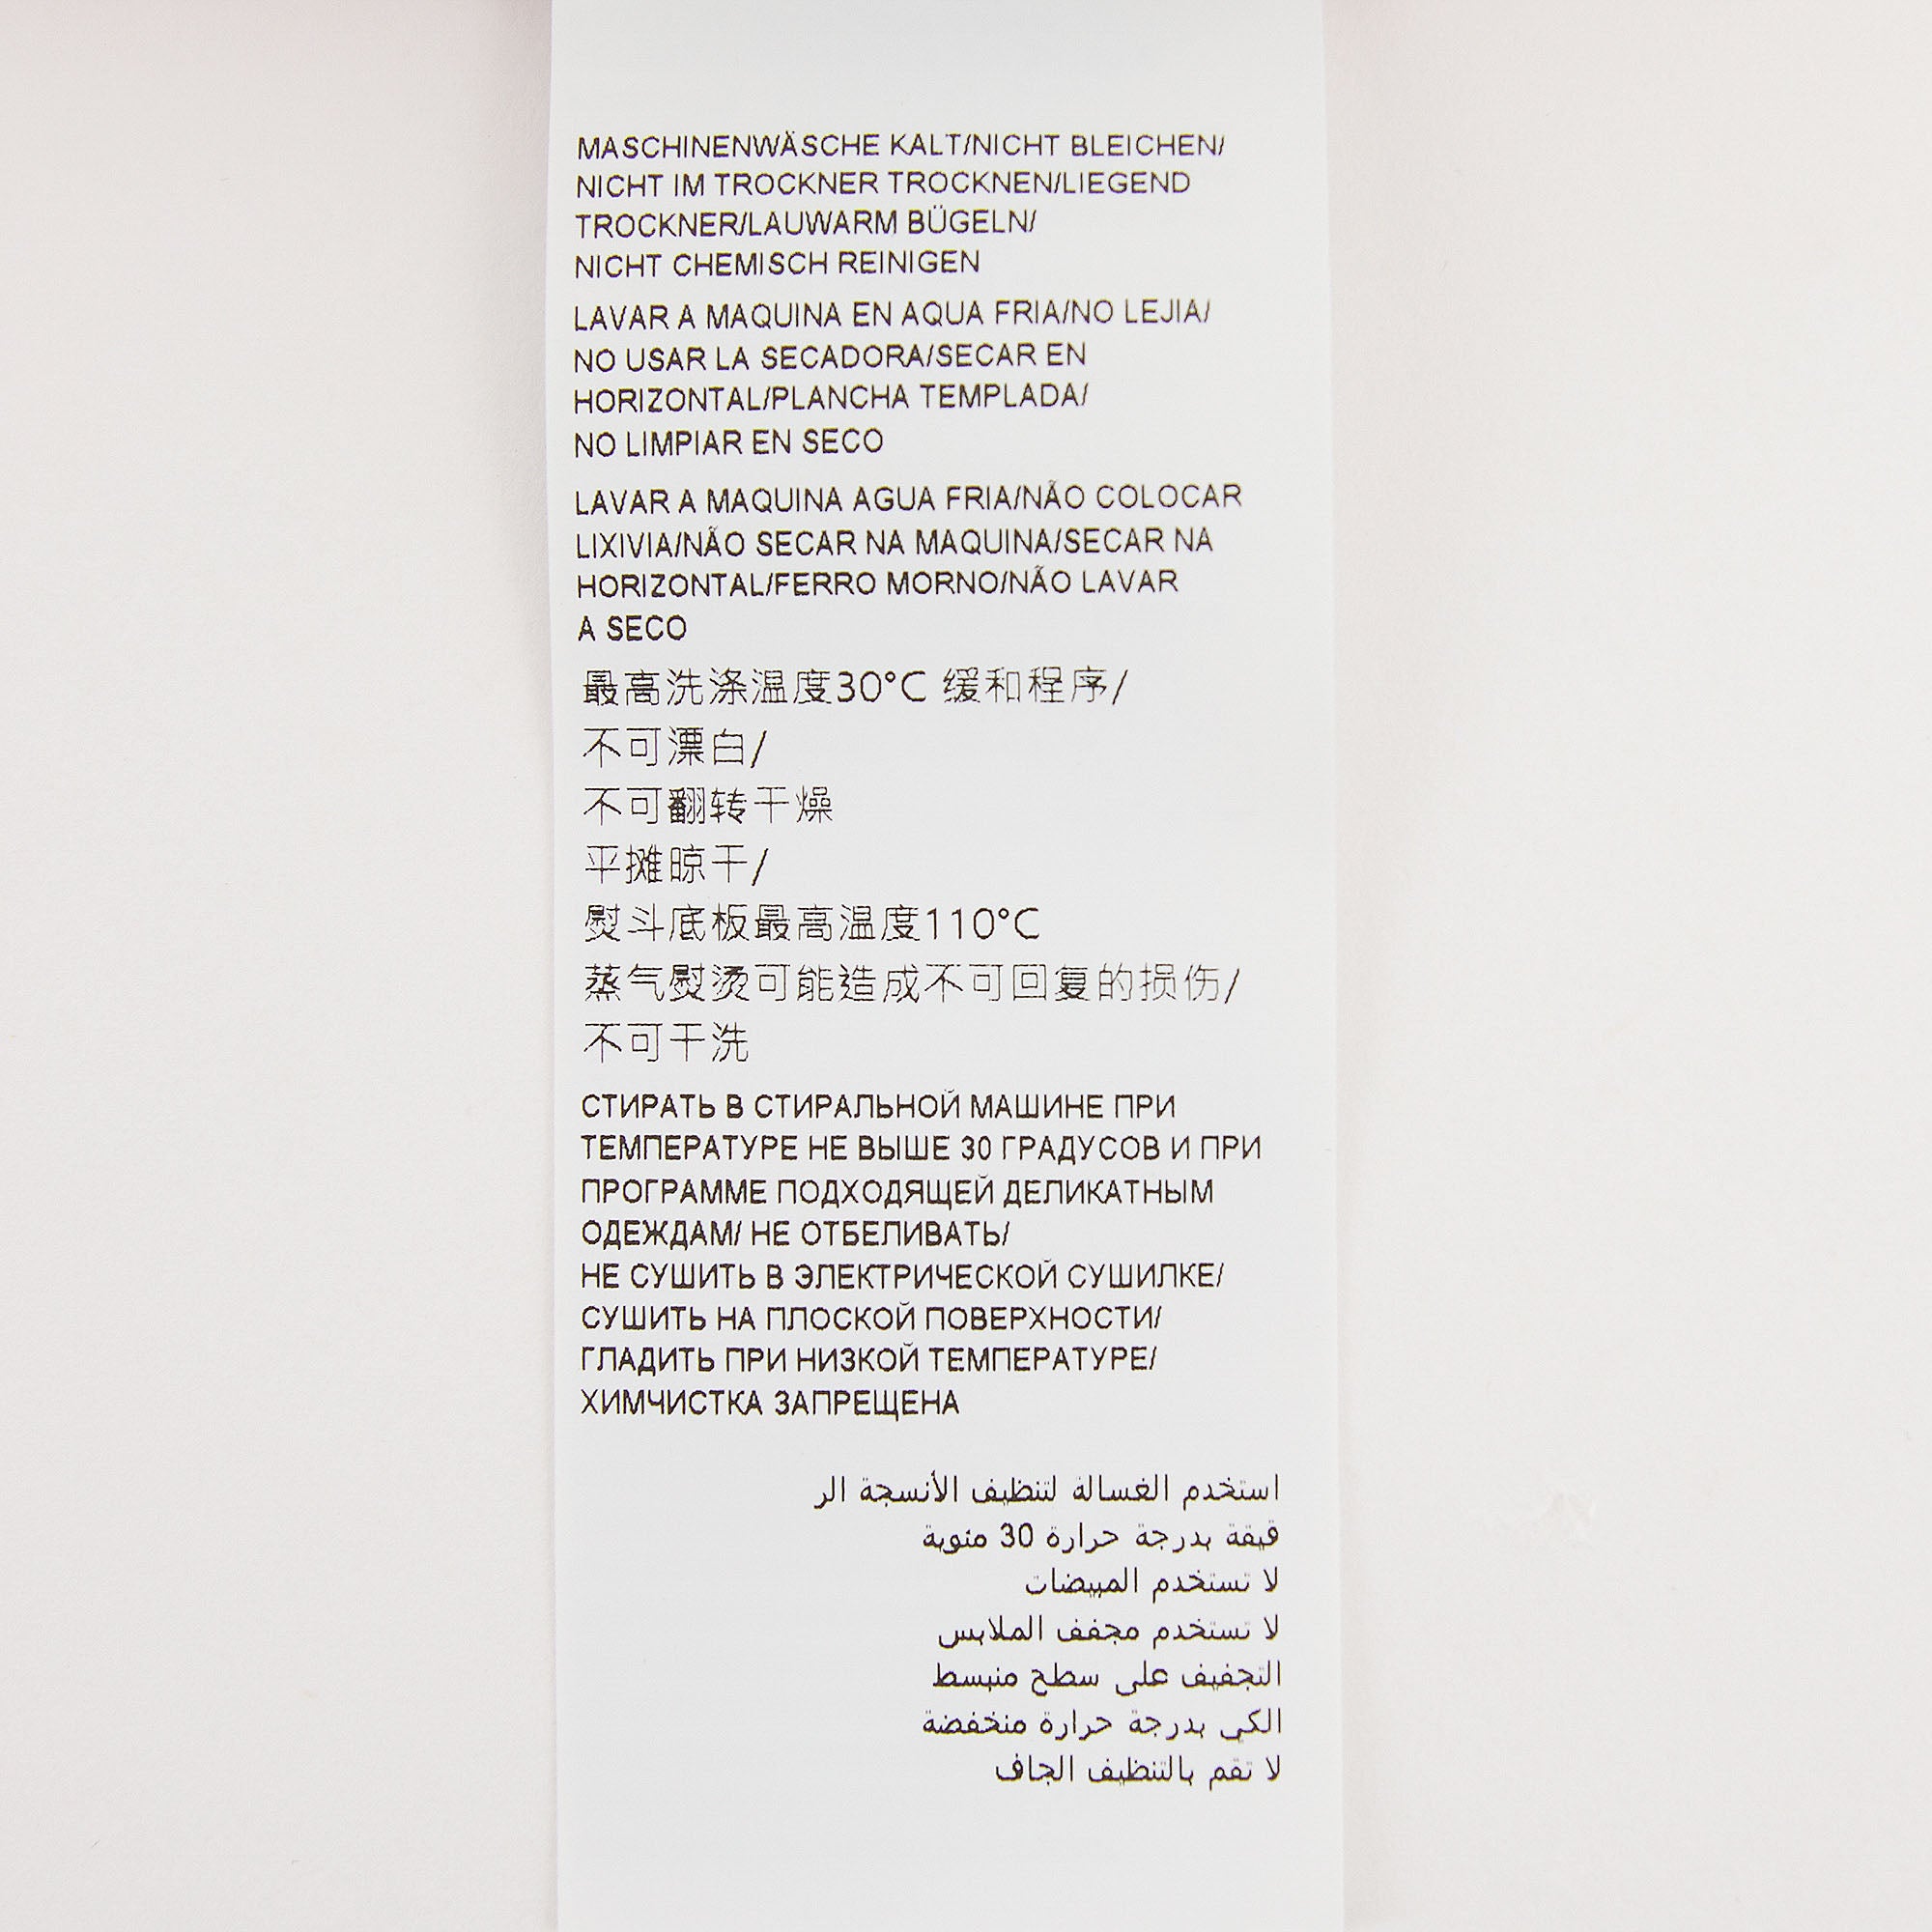 MASCHINENWÄSCHE KALT/NICHT BLEICHEN/
NICHT IM TROCKNER TROCKNEN/LIEGEND
TROCKNER/LAUWARM BÜGELN/
NICHT CHEMISCH REINIGEN
LAVAR A MAQUINA EN AQUA FRIA/NO LEJIA/
NO USAR LA SECADORA/SECAR EN
HORIZONTAL/PLANCHA TEMPLADA/
NO LIMPIAR EN SECO
LAVAR A MAQUINA AGUA FRIA/NÃO COLOCAR
LIXIVIA/NÃO SECAR NA MAQUINA/SECAR NA
HORIZONTAL/FERRO MORNO/NÃO LAVAR
A SECO
最高洗涤温度30°C 缓和程序/
不可漂白/
不可翻转干燥
平摊晾干/
熨斗底板最高温度110°C
蒸气熨烫可能造成不可回复的损伤/
不可干洗
СТИРАТЬ В СТИРАЛЬНОЙ МАШИНЕ ПРИ
ТЕМПЕРАТУРЕ НЕ ВЫШЕ 30 ГРАДУСОВ И ПРИ
ПРОГРАММЕ ПОДХОДЯЩЕЙ ДЕЛИКАТНЫМ
ОДЕЖДАМ/ НЕ ОТБЕЛИВАТЬ/
НЕ СУШИТЬ В ЭЛЕКТРИЧЕСКОЙ СУШИЛКЕ/
СУШИТЬ НА ПЛОСКОЙ ПОВЕРХНОСТИ/
ГЛАДИТЬ ПРИ НИЗКОЙ ТЕМПЕРАТУРЕ/
ХИМЧИСТКА ЗАПРЕЩЕНА
استخدم الغسالة لتنظيف الأنسجة الر
قيقة بدرجة حرارة 30 مئوية
لا تستخدم المبيضات
لا تستخدم مجفف الملابس
التجفيف على سطح منبسط
الكي بدرجة حرارة منخفضة
لا تقم بالتنظيف الجاف